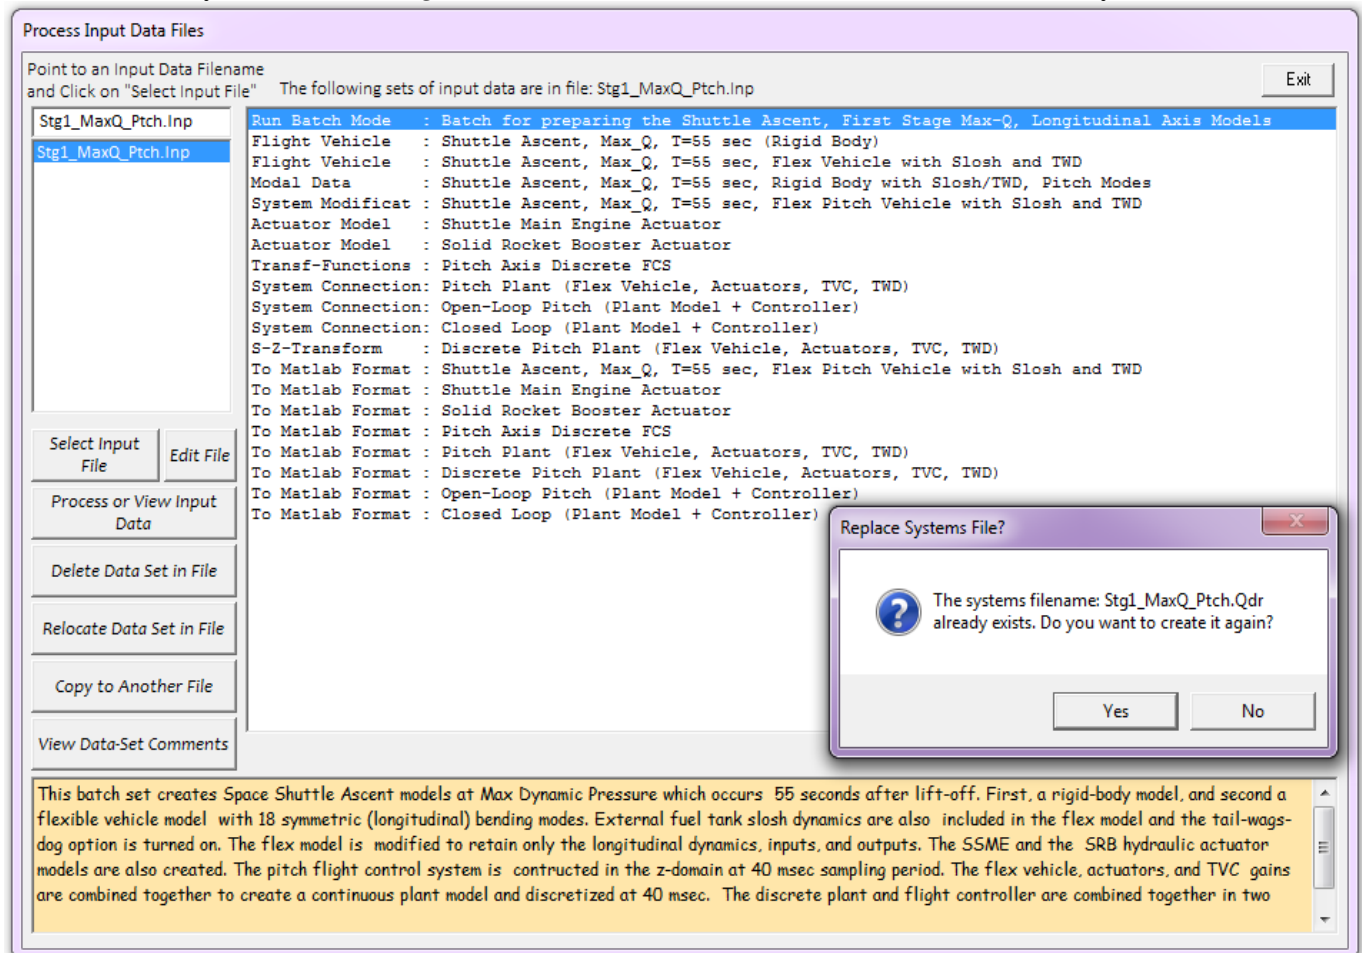 Process Input Data Files
Point to an Input Data Filename
and Click on "Select Input File"
The following sets of input data are in file: Stg1_MaxQ_Ptch.Inp
Exit
Stg1_MaxQ_Ptch.Inp
Stg1_MaxQ_Ptch.Inp
Run Batch Mode : Batch for preparing the Shuttle Ascent, First Stage Max-Q, Longitudinal Axis Models
Flight Vehicle : Shuttle Ascent, Max_Q, T=55 sec (Rigid Body)
Flight Vehicle : Shuttle Ascent, Max_Q, T=55 sec, Flex Vehicle with Slosh and TWD
Modal Data : Shuttle Ascent, Max_Q, T=55 sec, Rigid Body with Slosh/TWD, Pitch Modes
System Modificat : Shuttle Ascent, Max_Q, T=55 sec, Flex Pitch Vehicle with Slosh and TWD
Actuator Model : Shuttle Main Engine Actuator
Actuator Model : Solid Rocket Booster Actuator
Transf-Functions : Pitch Axis Discrete FCS
System Connection: Pitch Plant (Flex Vehicle, Actuators, TVC, TWD)
System Connection: Open-Loop Pitch (Plant Model + Controller)
System Connection: Closed Loop (Plant Model + Controller)
S-Z-Transform : Discrete Pitch Plant (Flex Vehicle, Actuators, TVC, TWD)
To Matlab Format : Shuttle Ascent, Max_Q, T=55 sec, Flex Pitch Vehicle with Slosh and TWD
To Matlab Format : Shuttle Main Engine Actuator
To Matlab Format : Solid Rocket Booster Actuator
To Matlab Format : Pitch Axis Discrete FCS
To Matlab Format : Pitch Plant (Flex Vehicle, Actuators, TVC, TWD)
To Matlab Format : Discrete Pitch Plant (Flex Vehicle, Actuators, TVC, TWD)
To Matlab Format : Open-Loop Pitch (Plant Model + Controller)
To Matlab Format : Closed Loop (Plant Model + Controller)
Select Input
File
Edit File
Process or View Input
Data
Delete Data Set in File
Relocate Data Set in File
Copy to Another File
View Data-Set Comments
Replace Systems File?
The systems filename: Stg1_MaxQ_Ptch.Qdr
already exists. Do you want to create it again?
Yes
No
This batch set creates Space Shuttle Ascent models at Max Dynamic Pressure which occurs 55 seconds after lift-off. First, a rigid-body model, and second a
flexible vehicle model with 18 symmetric (longitudinal) bending modes. External fuel tank slosh dynamics are also included in the flex model and the tail-wags-
dog option is turned on. The flex model is modified to retain only the longitudinal dynamics, inputs, and outputs. The SSME and the SRB hydraulic actuator
models are also created. The pitch flight control system is contructed in the z-domain at 40 msec sampling period. The flex vehicle, actuators, and TVC gains
are combined together to create a continuous plant model and discretized at 40 msec. The discrete plant and flight controller are combined together in two